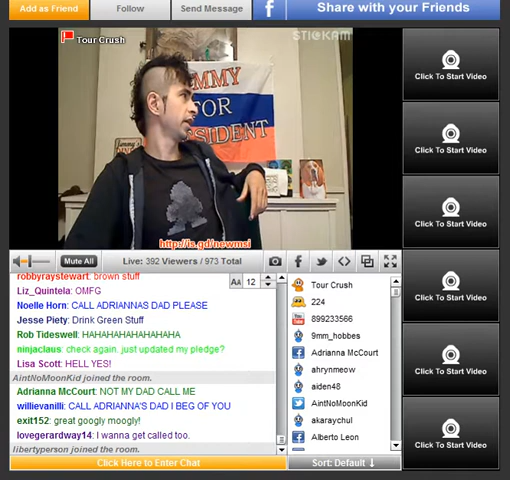 Add as Friend
Follow
Send Message
f
Share with your Friends
Tour Crush
STICKAM
JIMMY
FOR
PRESIDENT
http://is.gd/newmsi
Click To Start Video
Click To Start Video
Click To Start Video
Click To Start Video
Click To Start Video
Click To Start Video
Mute All
Live: 392 Viewers / 973 Total
AA 12
robbyraystewart: brown stuff
Liz_Quintela: OMFG
Noelle Horn: CALL ADRIANNAS DAD PLEASE
Jesse Piety: Drink Green Stuff
Rob Tideswell: HAHAHAHAHAHAHA
ninjaclaus: check again. just updated my pledge?
Lisa Scott: HELL YES!
AintNoMoonKid joined the room.
Adrianna McCourt: NOT MY DAD CALL ME
willievanilli: CALL ADRIANNA'S DAD I BEG OF YOU
exit152: great googly moogly!
lovegerardway14: I wanna get called too.
libertyperson joined the room.
Tour Crush
224
899233566
9mm_hobbes
Adrianna McCourt
ahrynmeow
aiden48
AintNoMoonKid
akaraychul
Alberto Leon
Click Here to Enter Chat
Sort: Default ↓